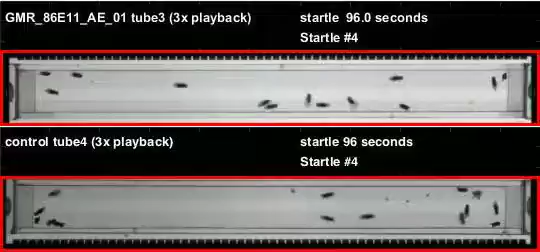 GMR_86E11_AE_01 tube3 (3x playback) startle 96.0 seconds
Startle #4
control tube4 (3x playback) startle 96 seconds
Startle #4